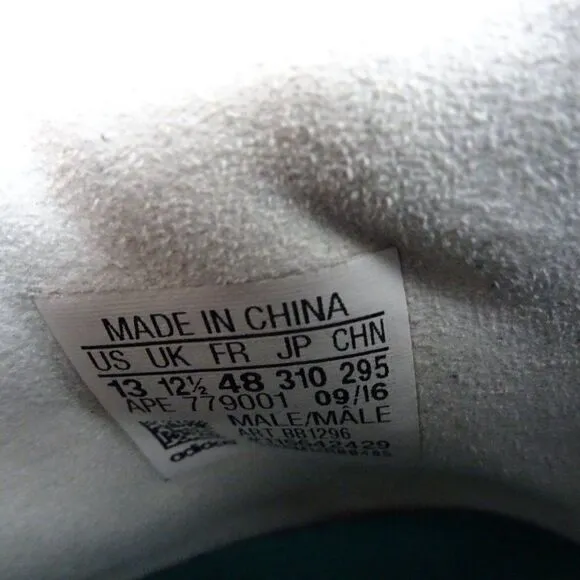 MADE IN CHINA
US UK FR JP CHN
13 12½ 48 310 295
APE 779001 09/16
MALE/MÂLE
ART BB1296
adidas